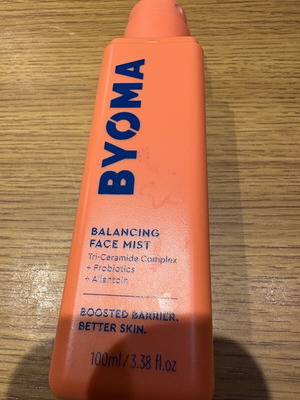 BYOMA
BALANCING
FACE MIST
Tri-Ceramide Complex
+ Probiotics
+ Allantoin
BOOSTED BARRIER.
BETTER SKIN.
100ml/3.38 fl.oz